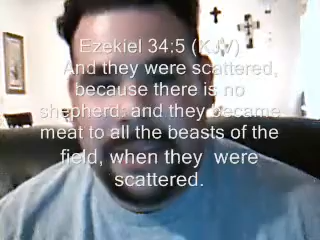 Ezekiel 34:5 (KJV)
And they were scattered,
because there is no
shepherd: and they became
meat to all the beasts of the
field, when they were
scattered.